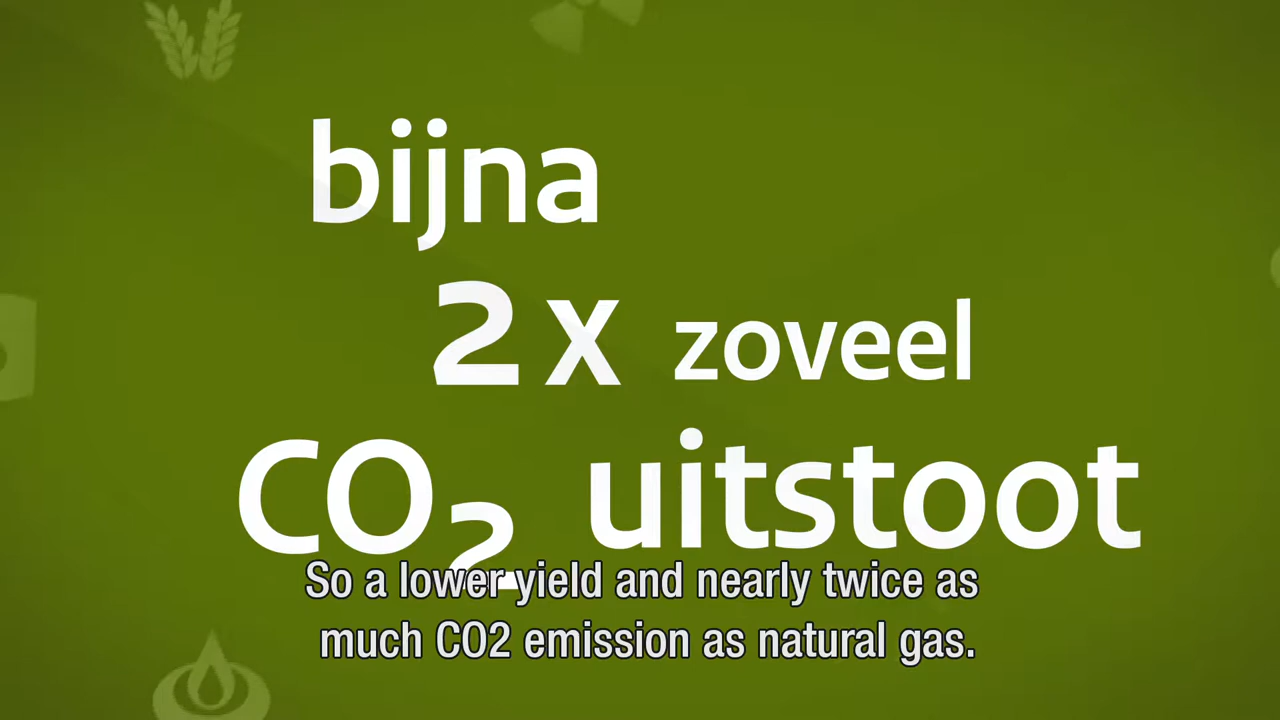 bijna
2x zoveel
CO₂ uitstoot
So a lower yield and nearly twice as
much CO2 emission as natural gas.